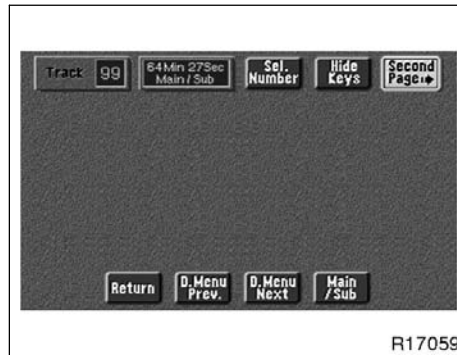 Track 99
64Min 27Sec
Main / Sub
Sel.
Number
Hide
Keys
Second
Page
Return
D.Menu
Prev.
D.Menu
Next
Main
/Sub
R17059